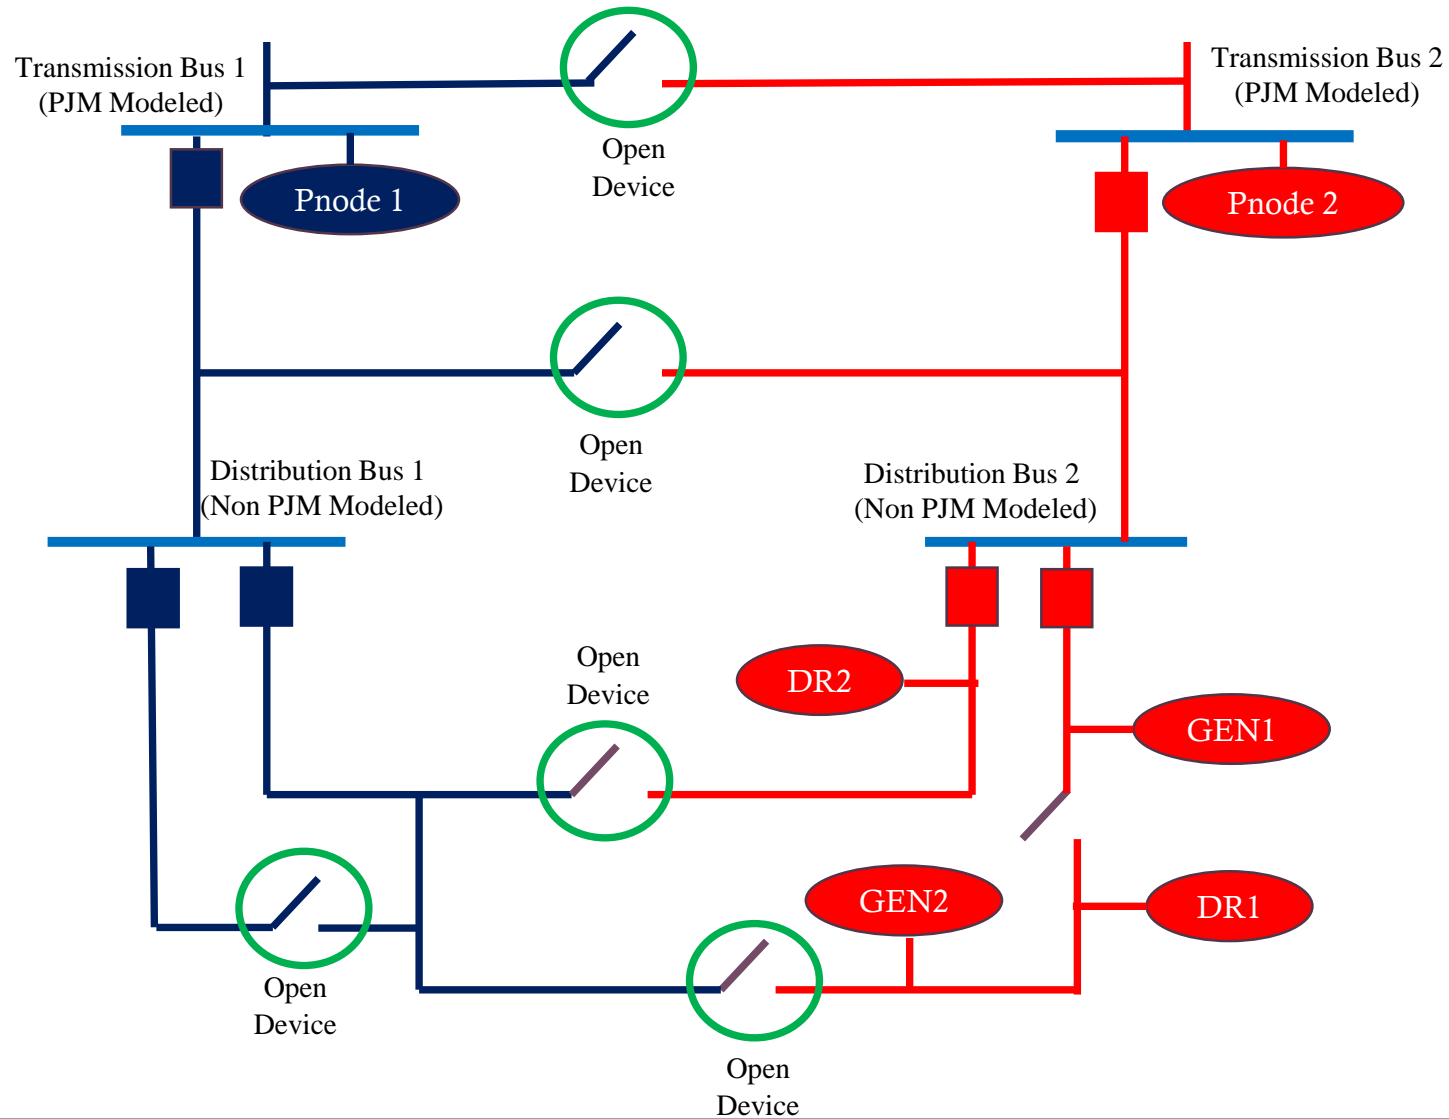 Transmission Bus 1
(PJM Modeled)
Transmission Bus 2
(PJM Modeled)
Open
Device
Pnode 1
Pnode 2
Open
Device
Distribution Bus 1
(Non PJM Modeled)
Distribution Bus 2
(Non PJM Modeled)
Open
Device
DR2
GEN1
GEN2
DR1
Open
Device
Open
Device